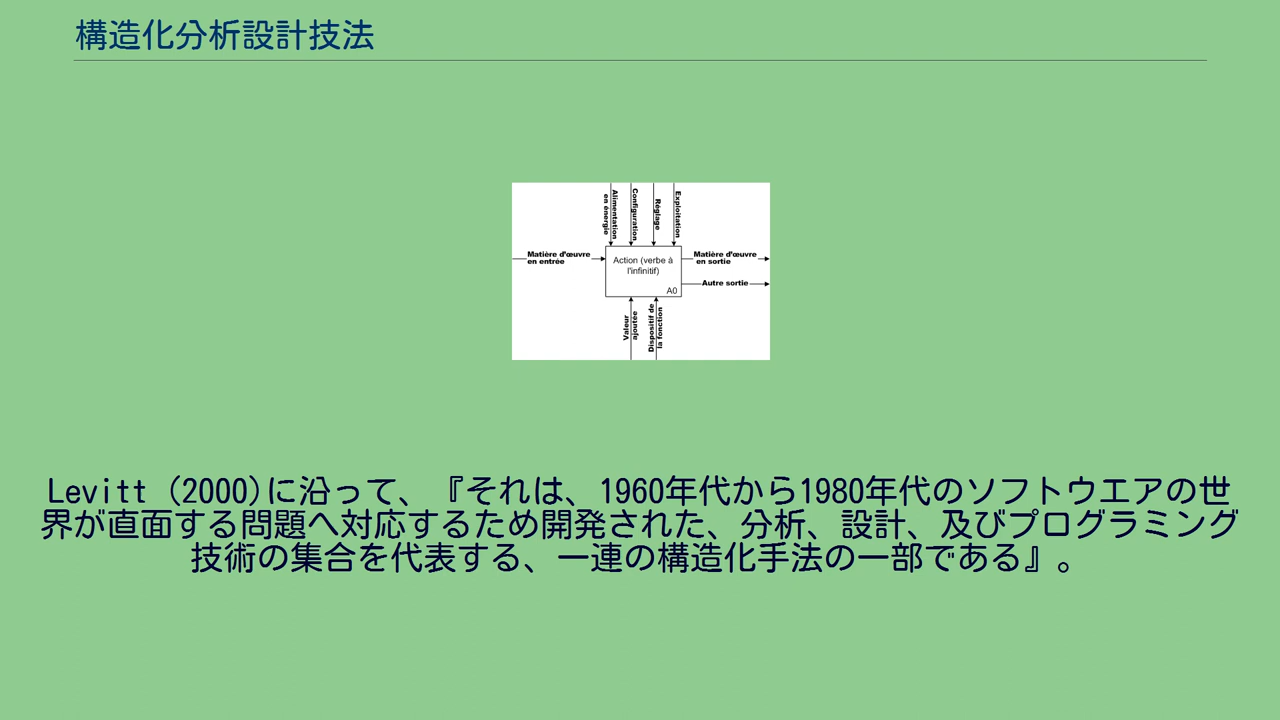 構造化分析設計技法
Alimentation
en énergie
Configuration
Réglage
Exploitation
Matière d'œuvre
en entrée
Action (verbe à
l'infinitif)
A0
Matière d'œuvre
en sortie
Autre sortie
Valeur
ajoutée
Dispositif de
la fonction
Levitt (2000)に沿って、『それは、1960年代から1980年代のソフトウエアの世
界が直面する問題へ対応するため開発された、分析、設計、及びプログラミング
技術の集合を代表する、一連の構造化手法の一部である』。